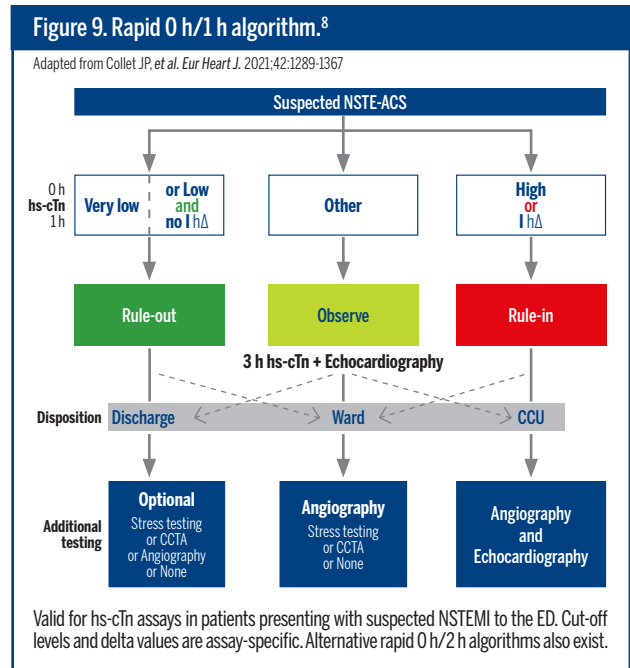 Figure 9. Rapid 0 h/1 h algorithm.⁸
Adapted from Collet JP, et al. Eur Heart J. 2021;42:1289-1367
Suspected NSTE-ACS
0 h
hs-cTn
1 h
Very low
or Low
and
no I hΔ
Other
High
or
I hΔ
Rule-out
Observe
Rule-in
3 h hs-cTn + Echocardiography
Disposition
Discharge
Ward
CCU
Additional
testing
Optional
Stress testing
or CCTA
or Angiography
or None
Angiography
Stress testing
or CCTA
or None
Angiography
and
Echocardiography
Valid for hs-cTn assays in patients presenting with suspected NSTEMI to the ED. Cut-off
levels and delta values are assay-specific. Alternative rapid 0 h/2 h algorithms also exist.